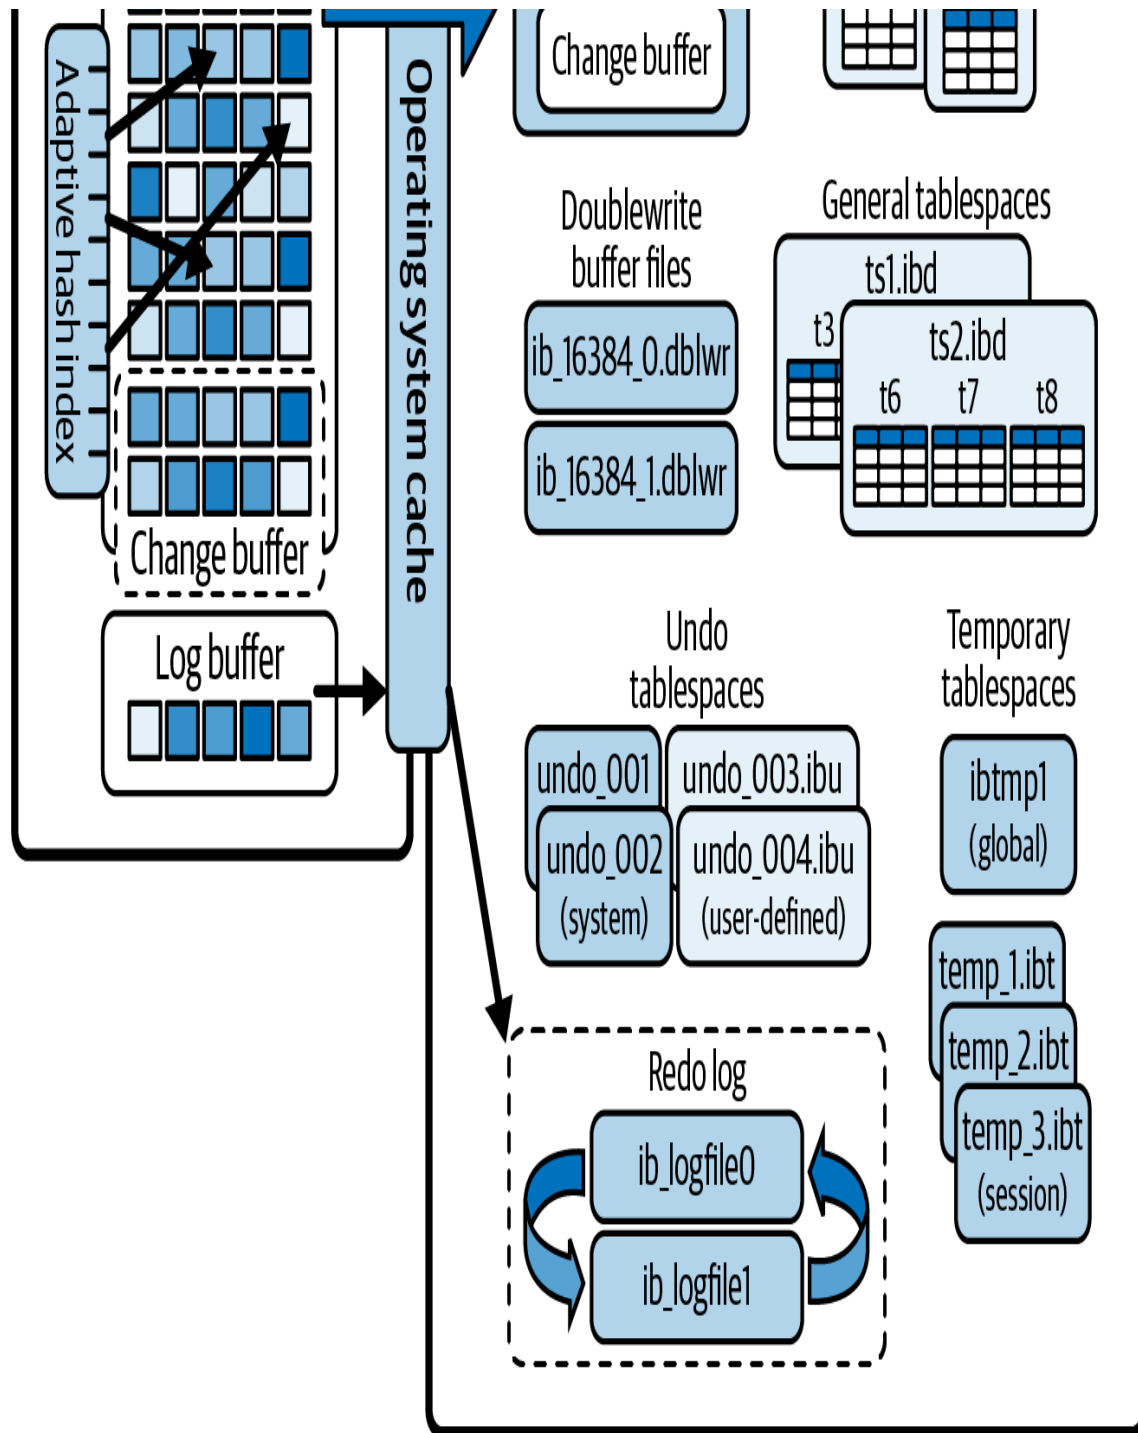 Adaptive hash index
Change buffer
Log buffer
Operating system cache
Change buffer
Doublewrite
buffer files
ib_16384_0.dblwr
ib_16384_1.dblwr
General tablespaces
ts1.ibd
t3
ts2.ibd
t6 t7 t8
Undo
tablespaces
undo_001
undo_002
(system)
undo_003.ibu
undo_004.ibu
(user-defined)
Temporary
tablespaces
ibtmp1
(global)
temp_1.ibt
temp_2.ibt
temp_3.ibt
(session)
Redo log
ib_logfile0
ib_logfile1